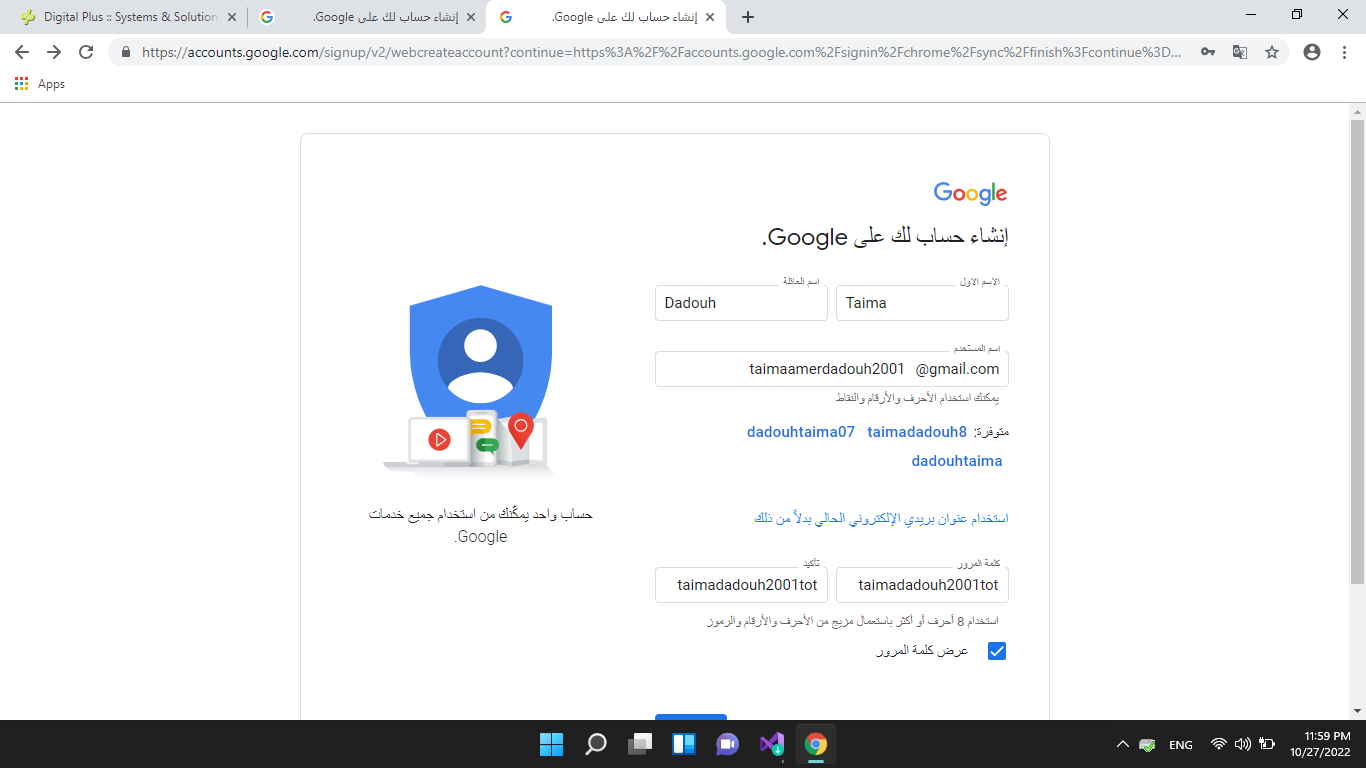 Digital Plus :: Systems & Solution
إنشاء حساب لك على Google.
إنشاء حساب لك على Google.
https://accounts.google.com/signup/v2/webcreateaccount?continue=https%3A%2F%2Faccounts.google.com%2Fsignin%2Fchrome%2Fsync%2Ffinish%3Fcontinue%3D...
Apps
Google
إنشاء حساب لك على Google.
الاسم الأول
Taima
اسم العائلة
Dadouh
اسم المستخدم
taimaamerdadouh2001 @gmail.com
يمكنك استخدام الأحرف والأرقام والنقاط
متوفرة: taimadadouh8 dadouhtaima07
dadouhtaima
استخدام عنوان بريدي الإلكتروني الحالي بدلاً من ذلك
كلمة المرور
taimadadouh2001tot
تأكيد
taimadadouh2001tot
استخدام 8 أحرف أو أكثر باستعمال مزيج من الأحرف والأرقام والرموز
عرض كلمة المرور
حساب واحد يمكّنك من استخدام جميع خدمات
Google.
ENG
11:59 PM
10/27/2022